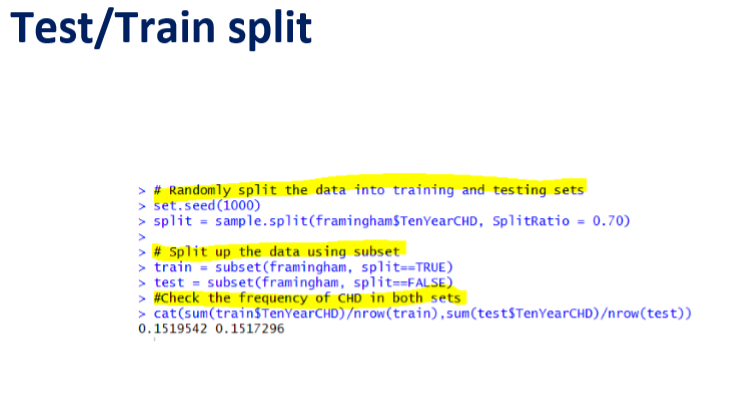 Test/Train split
> # Randomly split the data into training and testing sets
> set.seed(1000)
> split = sample.split(framingham$TenYearCHD, SplitRatio = 0.70)
>
> # Split up the data using subset
> train = subset(framingham, split==TRUE)
> test = subset(framingham, split==FALSE)
> #Check the frequency of CHD in both sets
> cat(sum(train$TenYearCHD)/nrow(train),sum(test$TenYearCHD)/nrow(test))
0.1519542 0.1517296